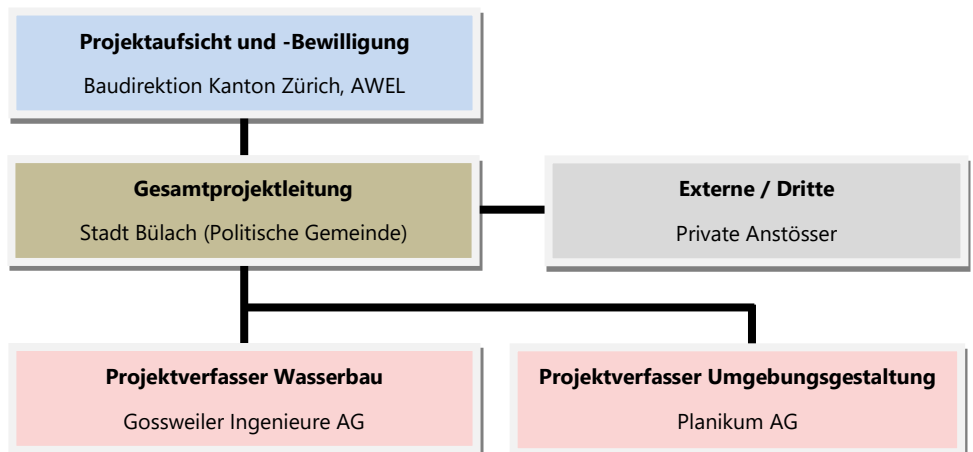 Projektaufsicht und -Bewilligung
Baudirektion Kanton Zürich, AWEL
Gesamtprojektleitung
Stadt Bülach (Politische Gemeinde)
Externe / Dritte
Private Anstösser
Projektverfasser Wasserbau
Gossweiler Ingenieure AG
Projektverfasser Umgebungsgestaltung
Planikum AG